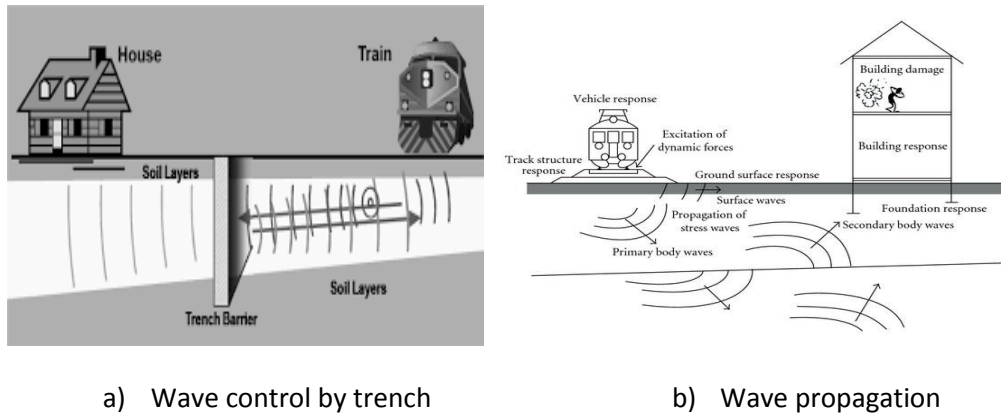 House
Train
Soil Layers
Soil Layers
Trench Barrier
Building damage
Vehicle response
Excitation of
dynamic forces
Building response
Track structure
response
Ground surface response
Surface waves
Propagation of
stress waves
Foundation response
Secondary body waves
Primary body waves
a) Wave control by trench
b) Wave propagation